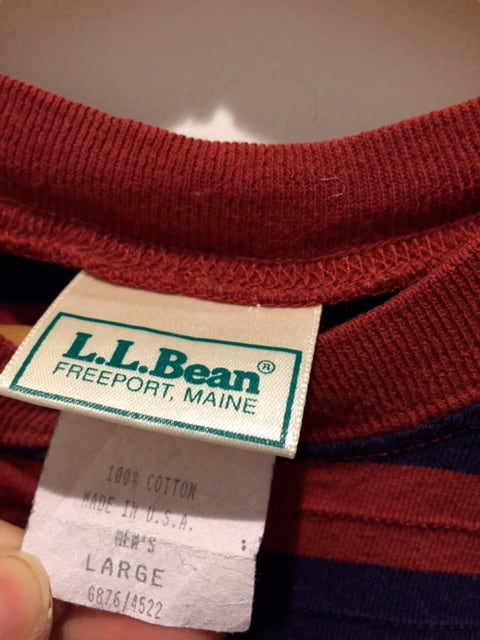 L.L.Bean®
FREEPORT, MAINE
100% COTTON
MADE IN U.S.A.
MEN'S
LARGE
6876/4522